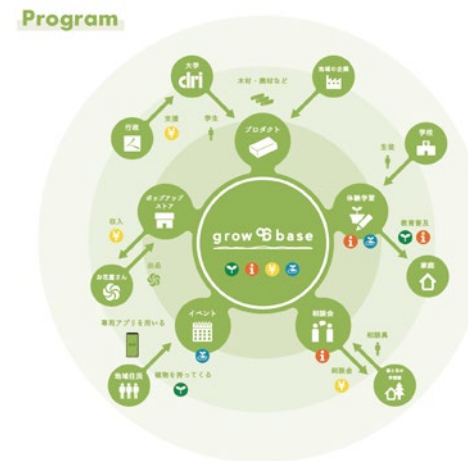 Program
大学
dri
木材・廃材など
地域の企業
行政
支援
学生
プロダクト
学校
生徒
ポップアップ
ストア
体験学習
grow base
収入
教育普及
お花屋さん
出品
家庭
専用アプリを用いる
イベント
相談会
相談員
地域住民
植物を持ってくる
相談会